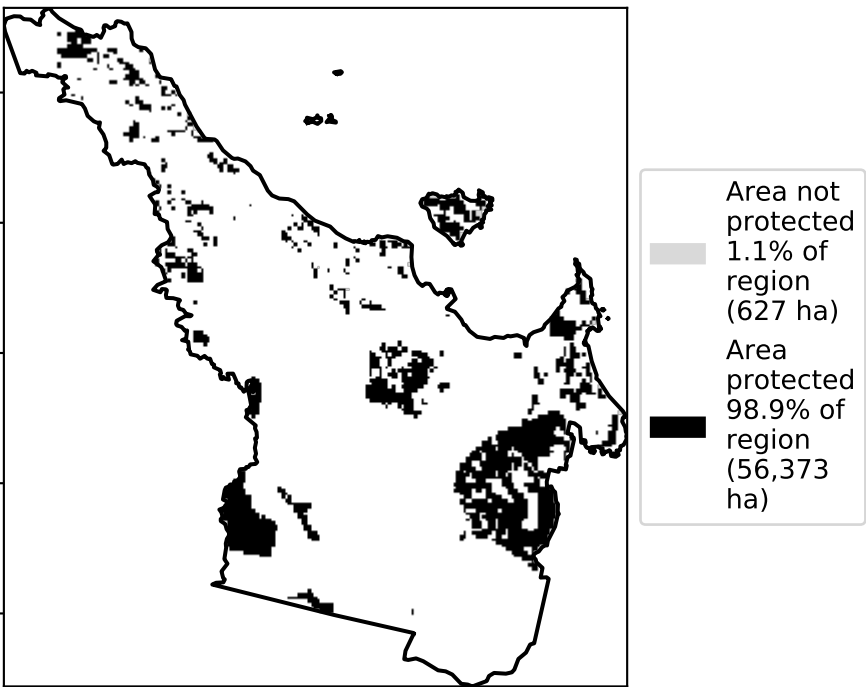 Area not
protected
1.1% of
region
(627 ha)
Area
protected
98.9% of
region
(56,373
ha)